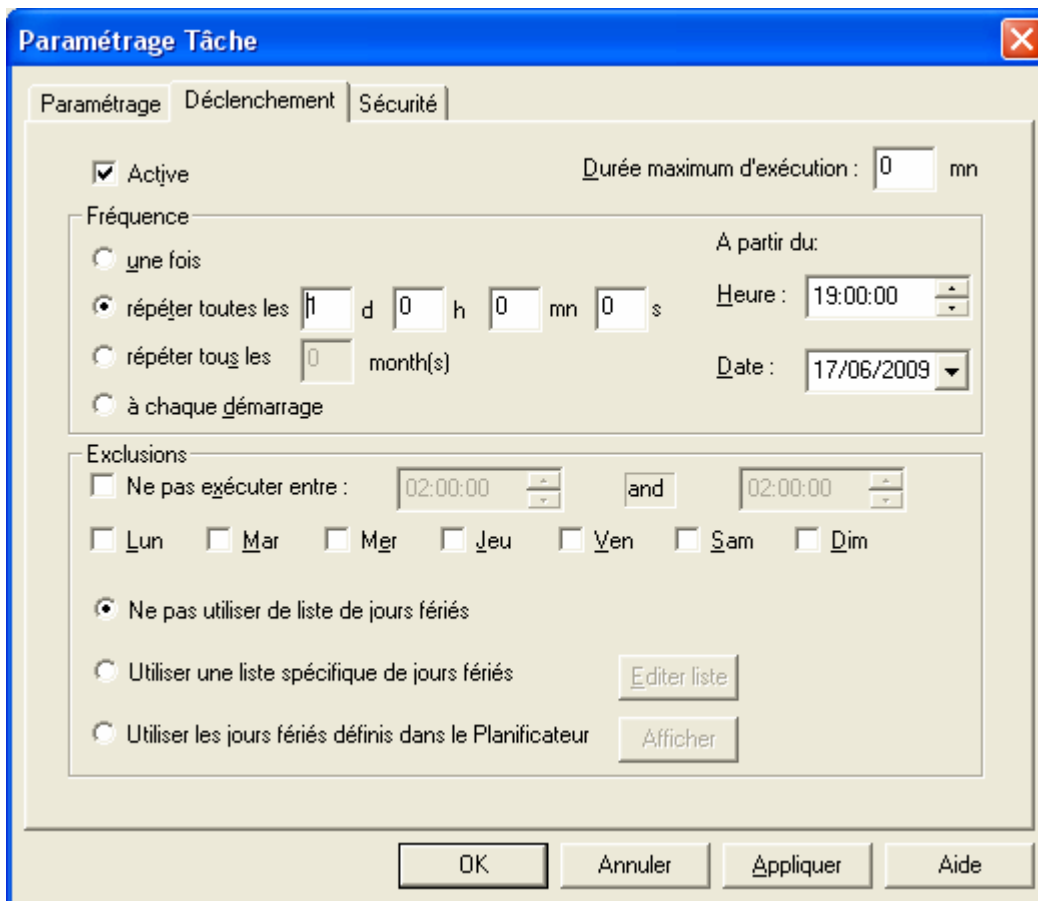 Paramétrage Tâche
Paramétrage Déclenchement Sécurité
Active Durée maximum d'exécution : 0 mn
Fréquence
A partir du:
une fois
répéter toutes les 1 d 0 h 0 mn 0 s Heure : 19:00:00
répéter tous les 0 month(s) Date : 17/06/2009
à chaque démarrage
Exclusions
Ne pas exécuter entre : 02:00:00 and 02:00:00
Lun Mar Mer Jeu Ven Sam Dim
Ne pas utiliser de liste de jours fériés
Utiliser une liste spécifique de jours fériés Editer liste
Utiliser les jours fériés définis dans le Planificateur Afficher
OK Annuler Appliquer Aide